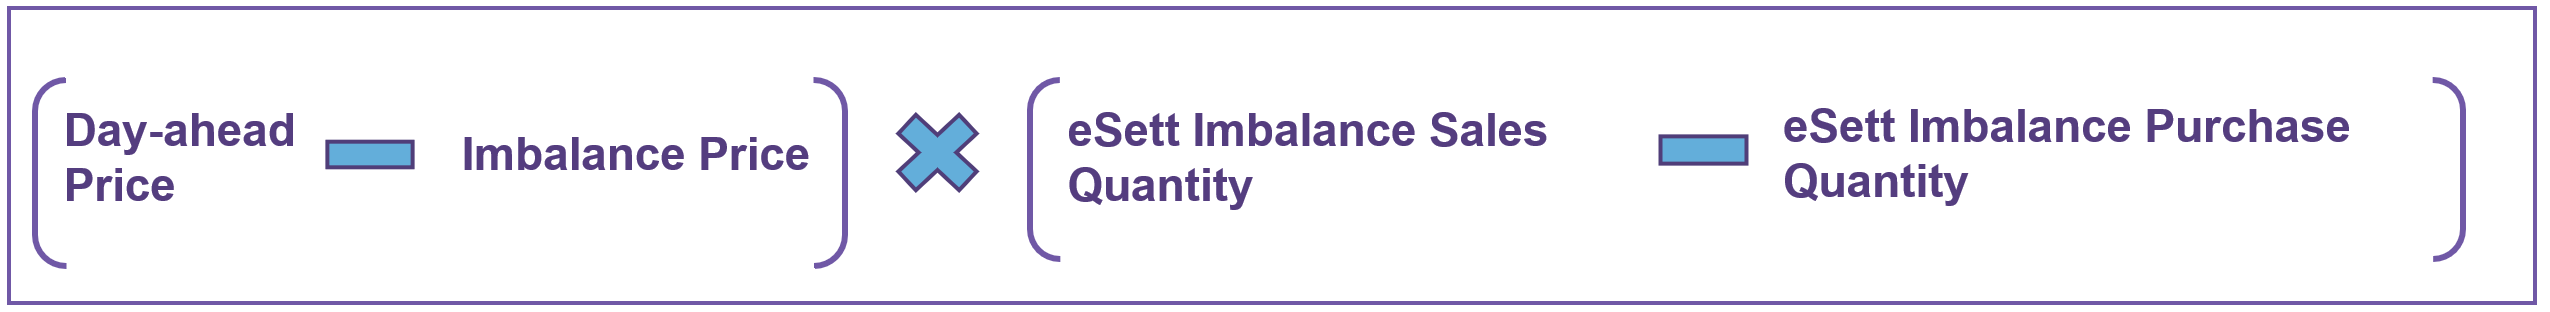 Day-ahead
Price
Imbalance Price
eSett Imbalance Sales
Quantity
eSett Imbalance Purchase
Quantity